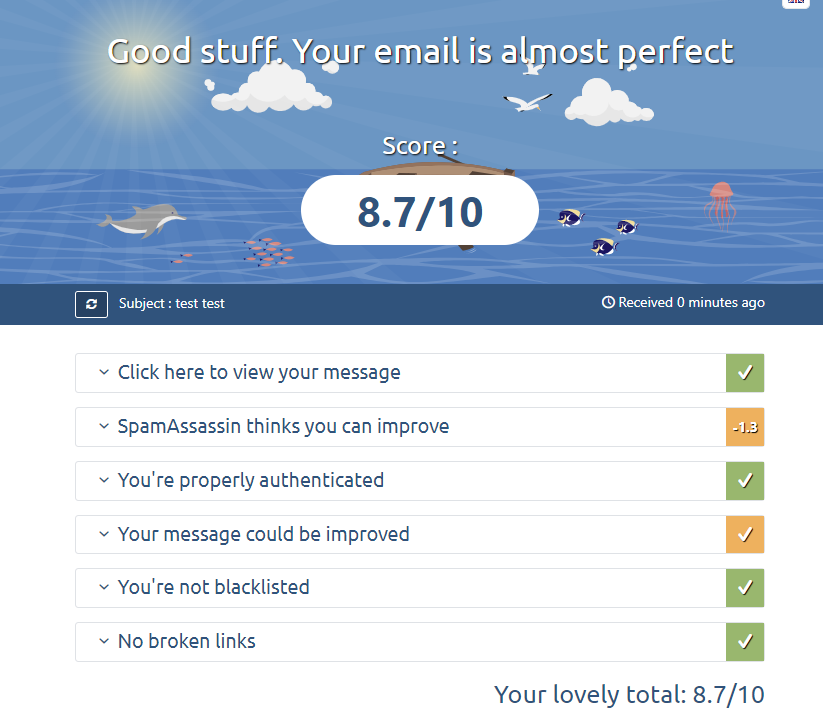 Good stuff. Your email is almost perfect
Score :
8.7/10
Subject : test test
Received 0 minutes ago
Click here to view your message
SpamAssassin thinks you can improve
-1.3
You're properly authenticated
Your message could be improved
You're not blacklisted
No broken links
Your lovely total: 8.7/10